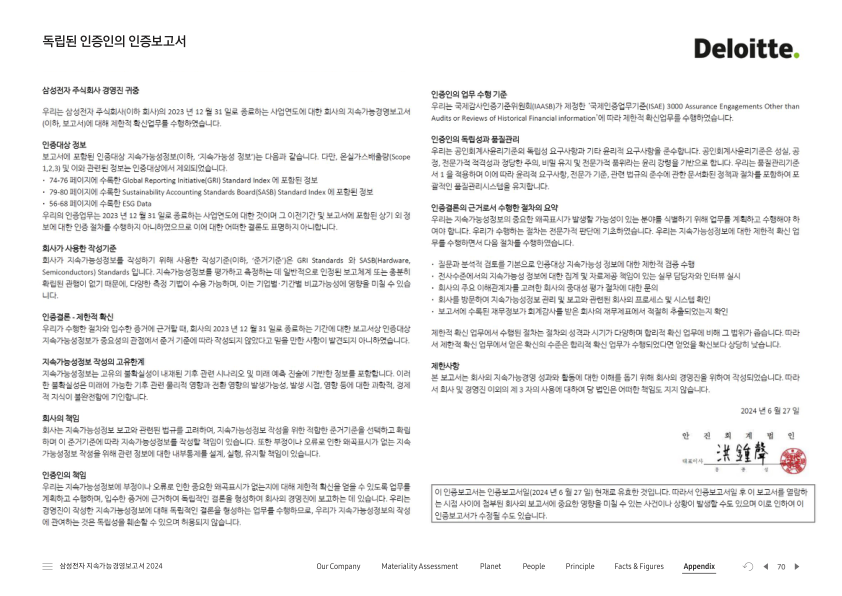 독립된 인증인의 인증보고서
Deloitte.
삼성전자 주식회사 경영진 귀중
우리는 삼성전자 주식회사(이하 회사)의 2023 년 12 월 31 일로 종료하는 사업연도에 대한 회사의 지속가능경영보고서
(이하, 보고서)에 대해 제한적 확신업무를 수행하였습니다.
인증대상 정보
보고서에 포함된 인증대상 지속가능성정보(이하, ‘지속가능성 정보’)는 다음과 같습니다. 다만, 온실가스배출량(Scope
1,2,3) 및 이와 관련된 정보는 인증대상에서 제외되었습니다.
• 74-76 페이지에 수록한 Global Reporting Initiative(GRI) Standard Index 에 포함된 정보
• 79-80 페이지에 수록한 Sustainability Accounting Standards Board(SASB) Standard Index 에 포함된 정보
• 56-68 페이지에 수록한 ESG Data
우리의 인증업무는 2023 년 12 월 31 일로 종료하는 사업연도에 대한 것이며 그 이전기간 및 보고서에 포함된 상기 외 정
보에 대한 인증 절차를 수행하지 아니하였으므로 이에 대한 어떠한 결론도 표명하지 아니합니다.
회사가 사용한 작성기준
회사가 지속가능성정보를 작성하기 위해 사용한 작성기준(이하, ‘준거기준’)은 GRI Standards 와 SASB(Hardware,
Semiconductors) Standards 입니다. 지속가능성정보를 평가하고 측정하는 데 일반적으로 인정된 보고체계 또는 충분히
확립된 관행이 없기 때문에, 다양한 측정 기법이 수용 가능하며, 이는 기업별·기간별 비교가능성에 영향을 미칠 수 있습
니다.
인증결론 - 제한적 확신
우리가 수행한 절차와 입수한 증거에 근거할 때, 회사의 2023 년 12 월 31 일로 종료하는 기간에 대한 보고서상 인증대상
지속가능성정보가 중요성의 관점에서 준거 기준에 따라 작성되지 않았다고 믿을 만한 사항이 발견되지 아니하였습니다.
지속가능성정보 작성의 고유한계
지속가능성정보는 고유의 불확실성이 내재된 기후 관련 시나리오 및 미래 예측 진술에 기반한 정보를 포함합니다. 이러
한 불확실성은 미래에 가능한 기후 관련 물리적 영향과 전환 영향의 발생가능성, 발생 시점, 영향 등에 대한 과학적, 경제
적 지식이 불완전함에 기인합니다.
회사의 책임
회사는 지속가능성정보 보고와 관련된 법규를 고려하여, 지속가능성정보 작성을 위한 적합한 준거기준을 선택하고 확립
하며 이 준거기준에 따라 지속가능성정보를 작성할 책임이 있습니다. 또한 부정이나 오류로 인한 왜곡표시가 없는 지속
가능성정보 작성을 위해 관련 정보에 대한 내부통제를 설계, 실행, 유지할 책임이 있습니다.
인증인의 책임
우리는 지속가능성정보에 부정이나 오류로 인한 중요한 왜곡표시가 없는지에 대해 제한적 확신을 얻을 수 있도록 업무를
계획하고 수행하며, 입수한 증거에 근거하여 독립적인 결론을 형성하여 회사의 경영진에 보고하는 데 있습니다. 우리는
경영진이 작성한 지속가능성정보에 대해 독립적인 결론을 형성하는 업무를 수행하므로, 우리가 지속가능성정보의 작성
에 관여하는 것은 독립성을 훼손할 수 있으며 허용되지 않습니다.
인증인의 업무 수행 기준
우리는 국제감사인증기준위원회(IAASB)가 제정한 ‘국제인증업무기준(ISAE) 3000 Assurance Engagements Other than
Audits or Reviews of Historical Financial information’에 따라 제한적 확신업무를 수행하였습니다.
인증인의 독립성과 품질관리
우리는 공인회계사윤리기준의 독립성 요구사항과 기타 윤리적 요구사항을 준수합니다. 공인회계사윤리기준은 성실, 공
정, 전문가적 적격성과 정당한 주의, 비밀 유지 및 전문가적 품위라는 윤리 강령을 기반으로 합니다. 우리는 품질관리기준
서 1 을 적용하며 이에 따라 윤리적 요구사항, 전문가 기준, 관련 법규의 준수에 관한 문서화된 정책과 절차를 포함하여 포
괄적인 품질관리시스템을 유지합니다.
인증결론의 근거로서 수행한 절차의 요약
우리는 지속가능성정보의 중요한 왜곡표시가 발생할 가능성이 있는 분야를 식별하기 위해 업무를 계획하고 수행해야 하
여야 합니다. 우리가 수행하는 절차는 전문가적 판단에 기초하였습니다. 우리는 지속가능성정보에 대한 제한적 확신 업
무를 수행하면서 다음 절차를 수행하였습니다.
• 질문과 분석적 검토를 기본으로 인증대상 지속가능성 정보에 대한 제한적 검증 수행
• 전사수준에서의 지속가능성 정보에 대한 집계 및 자료제공 책임이 있는 실무 담당자와 인터뷰 실시
• 회사의 주요 이해관계자를 고려한 회사의 중대성 평가 절차에 대한 문의
• 회사를 방문하여 지속가능성정보 관리 및 보고와 관련된 회사의 프로세스 및 시스템 확인
• 보고서에 수록된 재무정보가 회계감사를 받은 회사의 재무제표에서 적절히 추출되었는지 확인
제한적 확신 업무에서 수행된 절차는 절차의 성격과 시기가 다양하며 합리적 확신 업무에 비해 그 범위가 좁습니다. 따라
서 제한적 확신 업무에서 얻은 확신의 수준은 합리적 확신 업무가 수행되었다면 얻었을 확신보다 상당히 낮습니다.
제한사항
본 보고서는 회사의 지속가능경영 성과와 활동에 대한 이해를 돕기 위해 회사의 경영진을 위하여 작성되었습니다. 따라
서 회사 및 경영진 이외의 제 3 자의 사용에 대하여 당 법인은 어떠한 책임도 지지 않습니다.
2024 년 6 월 27 일
안 진 회 계 법 인
대표이사 洪鍾聲
홍 종 성
이 인증보고서는 인증보고서일(2024 년 6 월 27 일) 현재로 유효한 것입니다. 따라서 인증보고서일 후 이 보고서를 열람하
는 시점 사이에 첨부된 회사의 보고서에 중요한 영향을 미칠 수 있는 사건이나 상황이 발생할 수도 있으며 이로 인하여 이
인증보고서가 수정될 수도 있습니다.
삼성전자 지속가능경영보고서 2024
Our Company Materiality Assessment Planet People Principle Facts & Figures Appendix 70